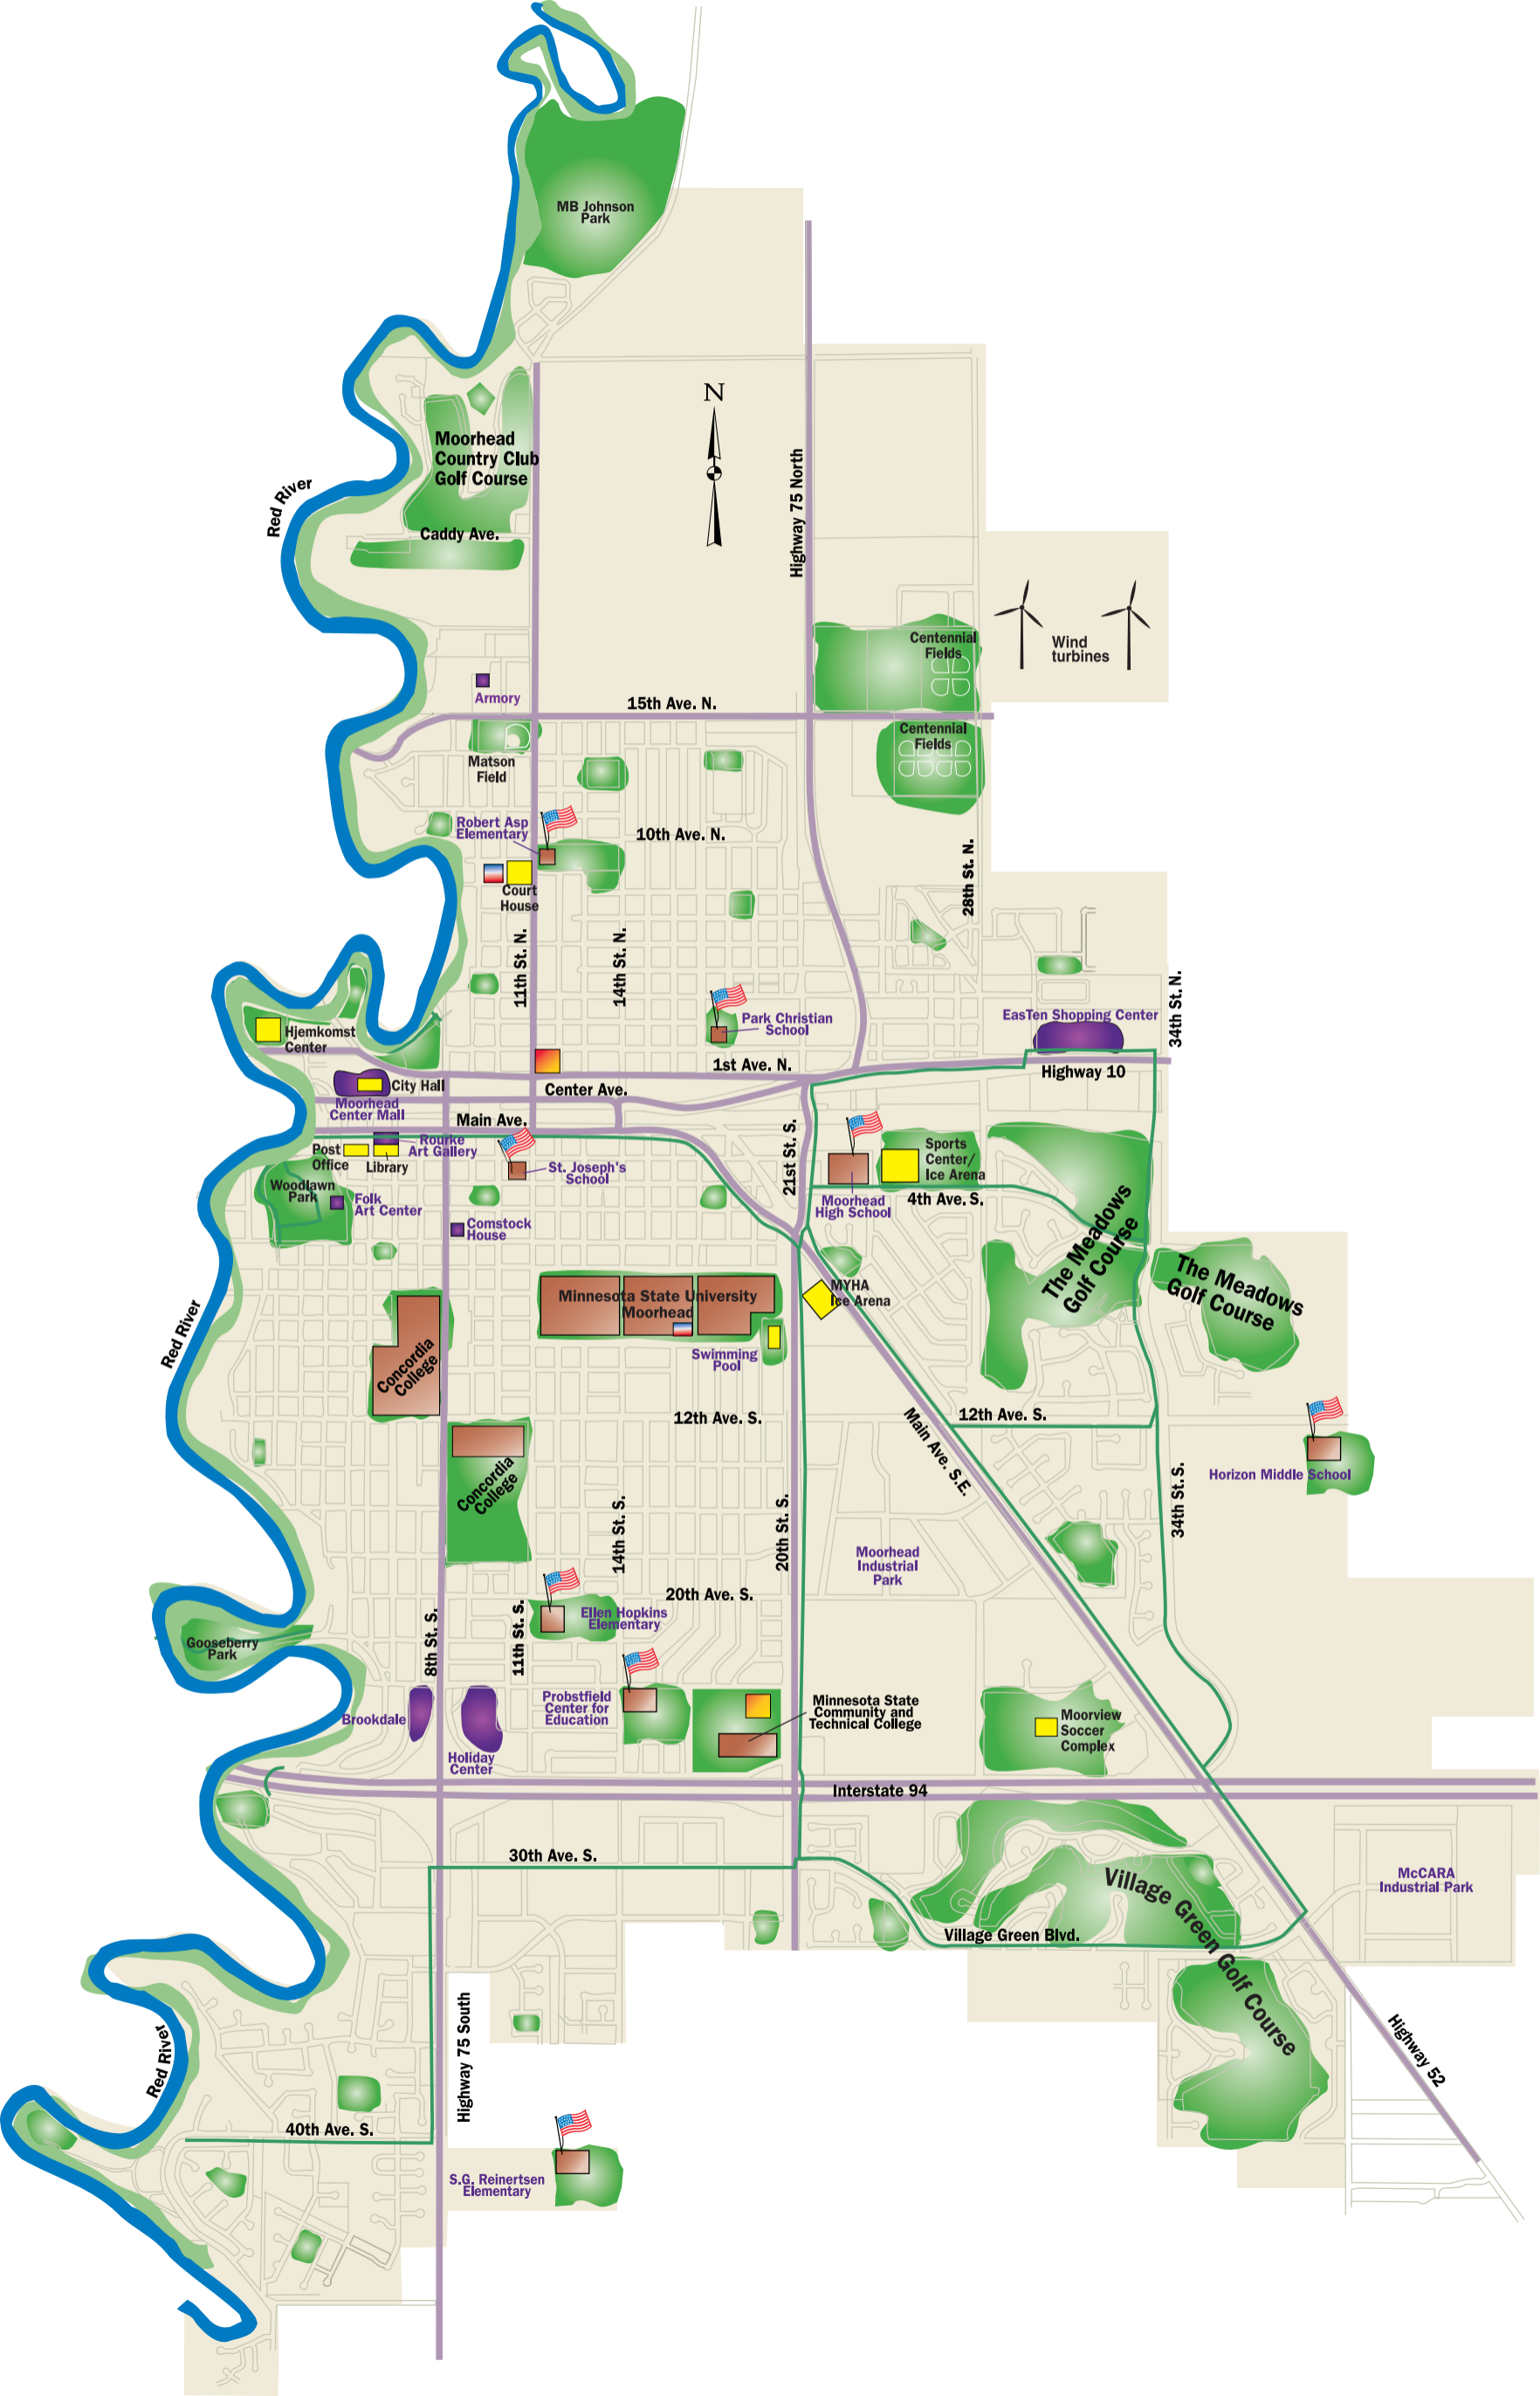 MB Johnson
Park
N
Moorhead
Country Club
Golf Course
Red River
Highway 75 North
Caddy Ave.
Centennial
Fields
Wind
turbines
Armory
15th Ave. N.
Centennial
Fields
Matson
Field
Robert Asp
Elementary
10th Ave. N.
28th St. N.
Court
House
11th St. N.
14th St. N.
34th St. N.
Park Christian
School
EasTen Shopping Center
Hjemkomst
Center
1st Ave. N.
Highway 10
City Hall
Center Ave.
Moorhead
Center Mall
Main Ave.
Rourke
Art Gallery
Post
Office
Library
St. Joseph's
School
21st St. S.
Sports
Center/
Ice Arena
Woodlawn
Park
Folk
Art Center
Moorhead
High School
4th Ave. S.
Comstock
House
The Meadows
Golf Course
The Meadows
Golf Course
MYHA
Ice Arena
Minnesota State University
Moorhead
Red River
Concordia
College
Swimming
Pool
12th Ave. S.
12th Ave. S.
Main Ave. S.E.
Horizon Middle School
Concordia
College
14th St. S.
20th St. S.
34th St. S.
Moorhead
Industrial
Park
20th Ave. S.
Ellen Hopkins
Elementary
8th St. S.
11th St. S.
Gooseberry
Park
Probstfield
Center for
Education
Minnesota State
Community and
Technical College
Moorview
Soccer
Complex
Brookdale
Holiday
Center
Interstate 94
30th Ave. S.
McCARA
Industrial Park
Village Green Golf Course
Village Green Blvd.
Highway 75 South
Red River
Highway 52
40th Ave. S.
S.G. Reinertsen
Elementary